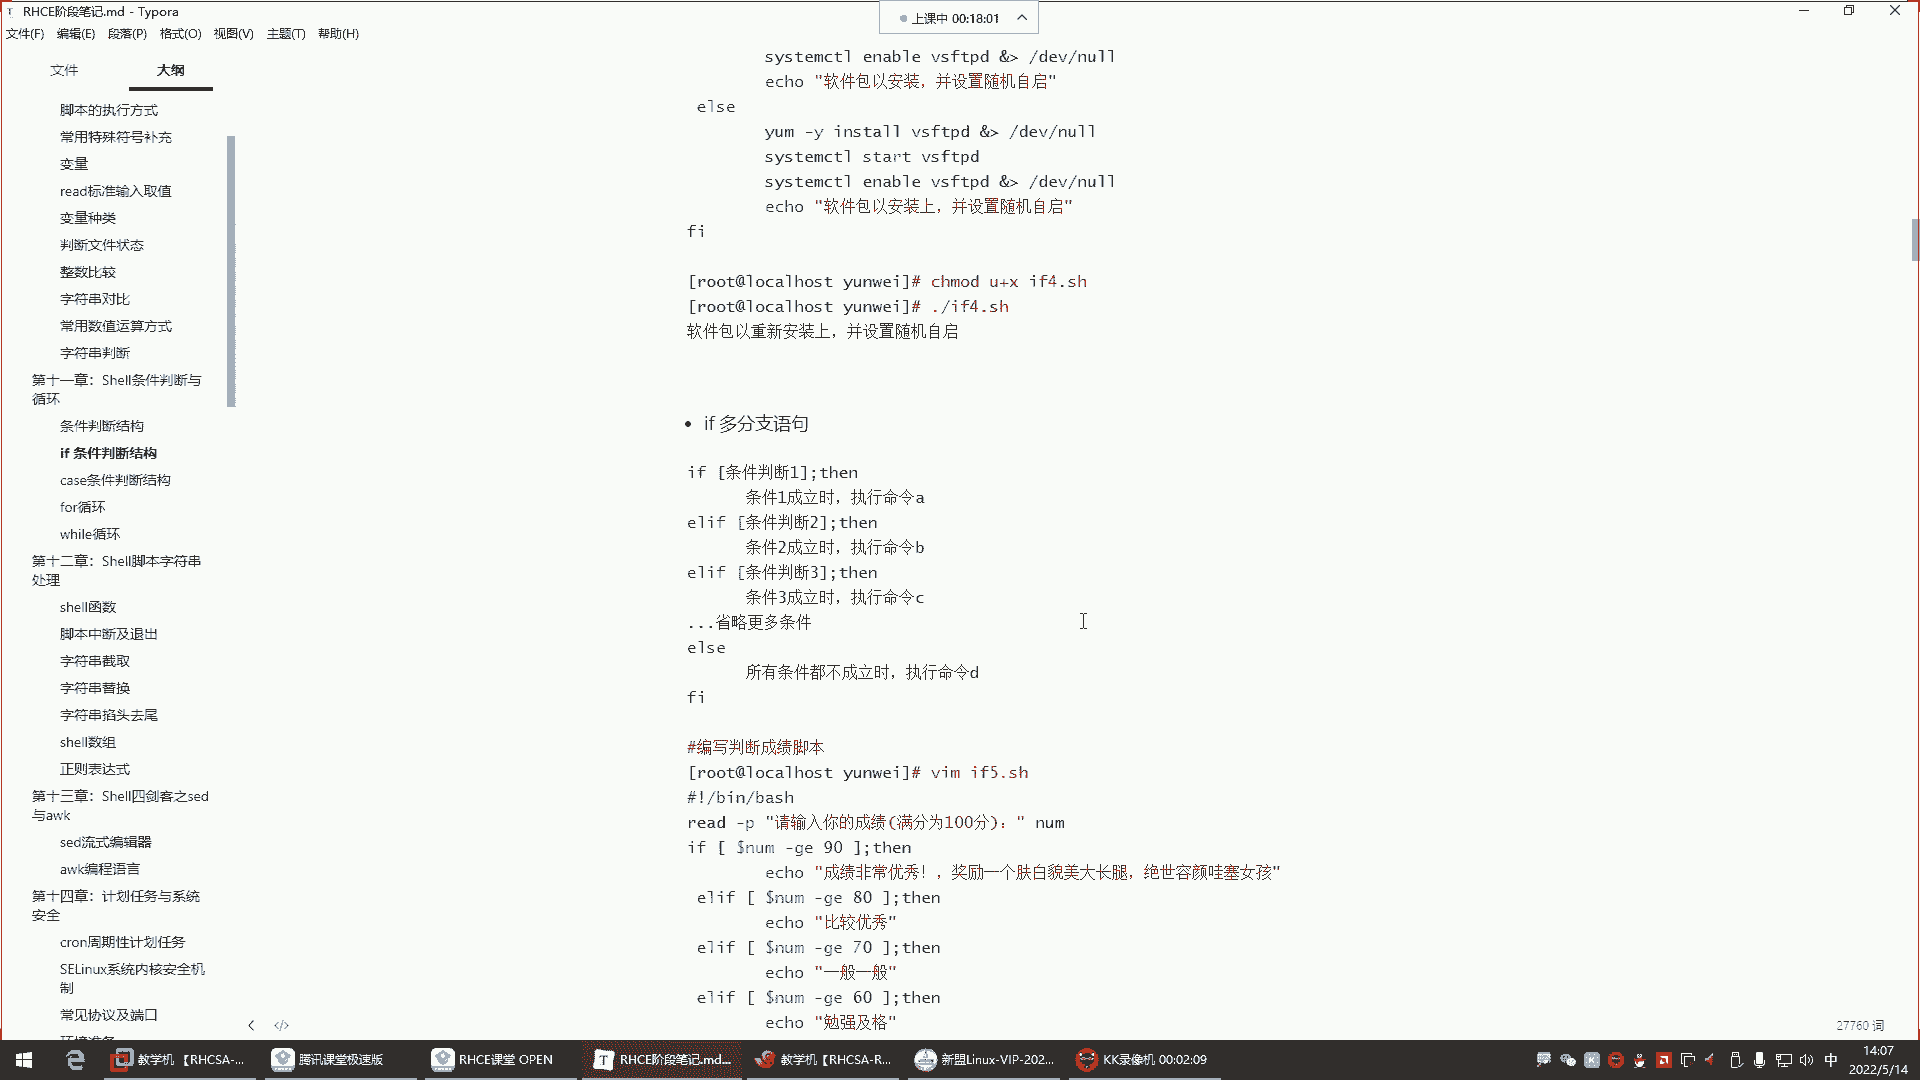 RHCE阶段笔记.md - Typora
上课中 00:18:01
文件(F) 编辑(E) 段落(P) 格式(O) 视图(V) 主题(T) 帮助(H)
文件 大纲
脚本的执行方式
常用特殊符号补充
变量
read标准输入取值
变量种类
判断文件状态
整数比较
字符串对比
常用数值运算方式
字符串判断
第十一章：Shell条件判断与
循环
条件判断结构
if 条件判断结构
case条件判断结构
for循环
while循环
第十二章：Shell脚本字符串
处理
shell函数
脚本中断及退出
字符串截取
字符串替换
字符串掐头去尾
shell数组
正则表达式
第十三章：Shell四剑客之sed
与awk
sed流式编辑器
awk编程语言
第十四章：计划任务与系统
安全
cron周期性计划任务
SELinux系统内核安全机
制
常见协议及端口
systemctl enable vsftpd &> /dev/null
echo "软件包以安装，并设置随机自启"
else
yum -y install vsftpd &> /dev/null
systemctl start vsftpd
systemctl enable vsftpd &> /dev/null
echo "软件包以安装上，并设置随机自启"
fi
[root@localhost yunwei]# chmod u+x if4.sh
[root@localhost yunwei]# ./if4.sh
软件包以重新安装上，并设置随机自启
• if 多分支语句
if [条件判断1];then
条件1成立时，执行命令a
elif [条件判断2];then
条件2成立时，执行命令b
elif [条件判断3];then
条件3成立时，执行命令c
...省略更多条件
else
所有条件都不成立时，执行命令d
fi
#编写判断成绩脚本
[root@localhost yunwei]# vim if5.sh
#!/bin/bash
read -p "请输入你的成绩(满分为100分)：" num
if [ $num -ge 90 ];then
echo "成绩非常优秀！，奖励一个肤白貌美大长腿，绝世容颜哇塞女孩"
elif [ $num -ge 80 ];then
echo "比较优秀"
elif [ $num -ge 70 ];then
echo "一般一般"
elif [ $num -ge 60 ];then
echo "勉强及格"
27760 词
教学机 【RHCSA-... 腾讯课堂极速版 RHCE课堂 OPEN RHCE阶段笔记.md... 教学机【RHCSA-R... 新盟Linux-VIP-202... KK录像机 00:02:09
中
14:07
2022/5/14